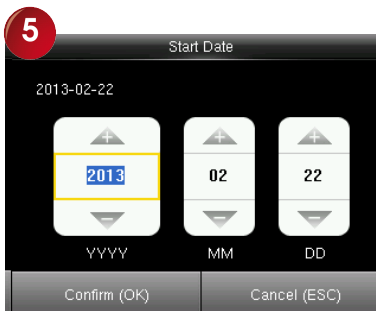 5
Start Date
2013-02-22
+ + +
2013 02 22
- - -
YYYY MM DD
Confirm (OK) Cancel (ESC)